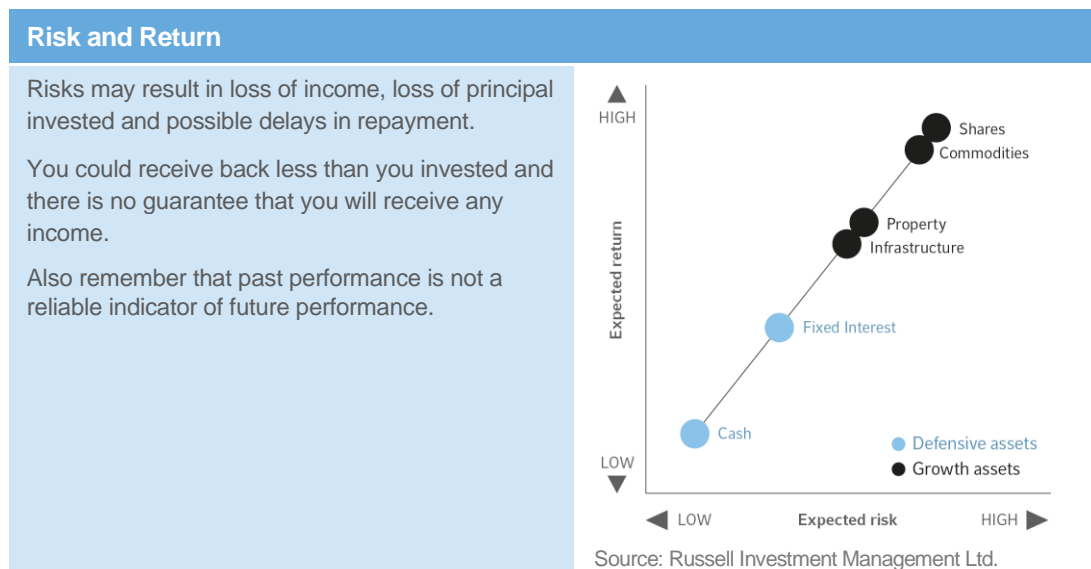 Risk and Return
Risks may result in loss of income, loss of principal
invested and possible delays in repayment.
You could receive back less than you invested and
there is no guarantee that you will receive any
income.
Also remember that past performance is not a
reliable indicator of future performance.
HIGH
Shares
Commodities
Property
Infrastructure
Expected return
Fixed Interest
Cash
Defensive assets
LOW
Growth assets
LOW Expected risk HIGH
Source: Russell Investment Management Ltd.